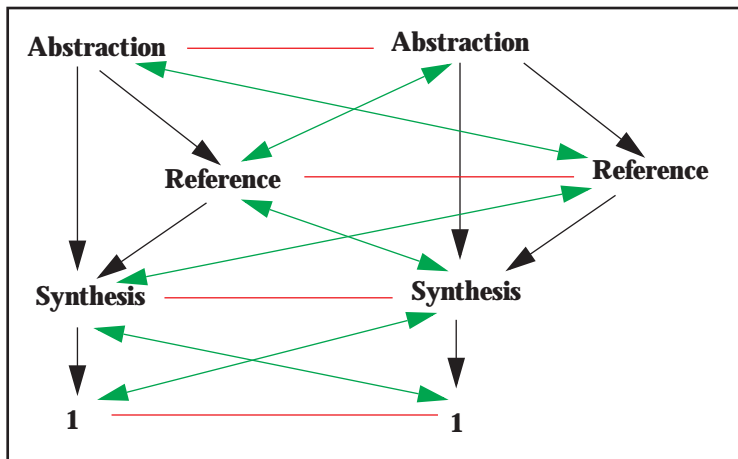 Abstraction Abstraction
Reference Reference
Synthesis Synthesis
1 1